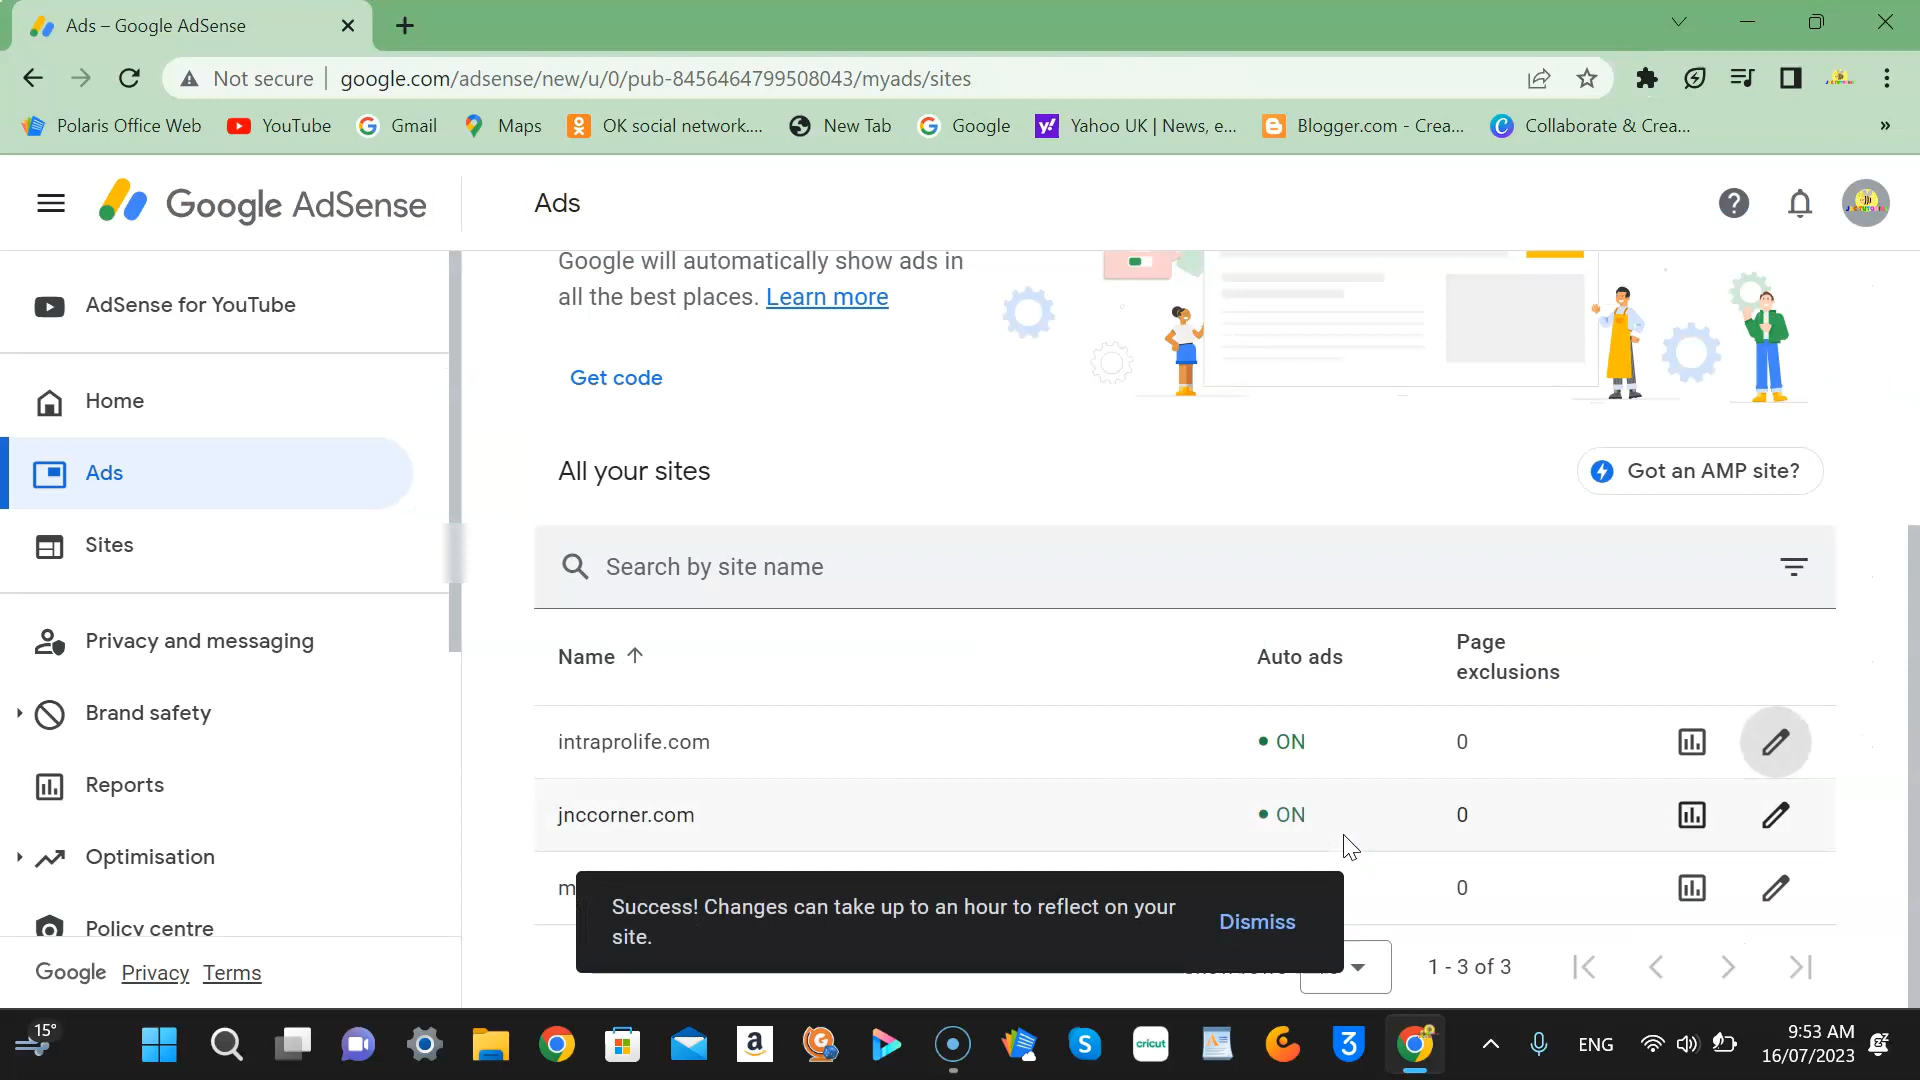 Ads – Google AdSense
Not secure google.com/adsense/new/u/0/pub-8456464799508043/myads/sites
Polaris Office Web YouTube Gmail Maps OK social network.... New Tab Google Yahoo UK | News, e... Blogger.com - Crea... Collaborate & Crea... »
Google AdSense
Ads
AdSense for YouTube
Home
Ads
Sites
Privacy and messaging
Brand safety
Reports
Optimisation
Policy centre
Google Privacy Terms
Google will automatically show ads in
all the best places. Learn more
Get code
All your sites
Got an AMP site?
Search by site name
Name Auto ads Page
exclusions
intraprolife.com ON 0
jnccorner.com ON 0
m 0
Success! Changes can take up to an hour to reflect on your
site.
Dismiss
1 - 3 of 3
15°
cricut
ENG
9:53 AM
16/07/2023